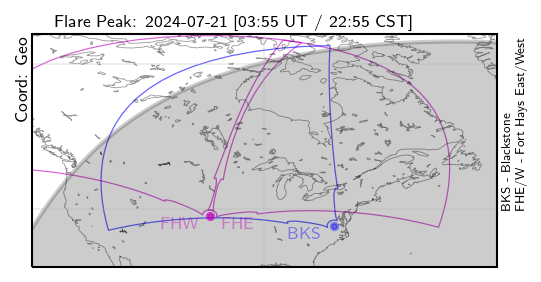 Flare Peak: 2024-07-21 [03:55 UT / 22:55 CST]
Coord: Geo
FHW
FHE
BKS
BKS - Blackstone
FHE/W - Fort Hays East/West